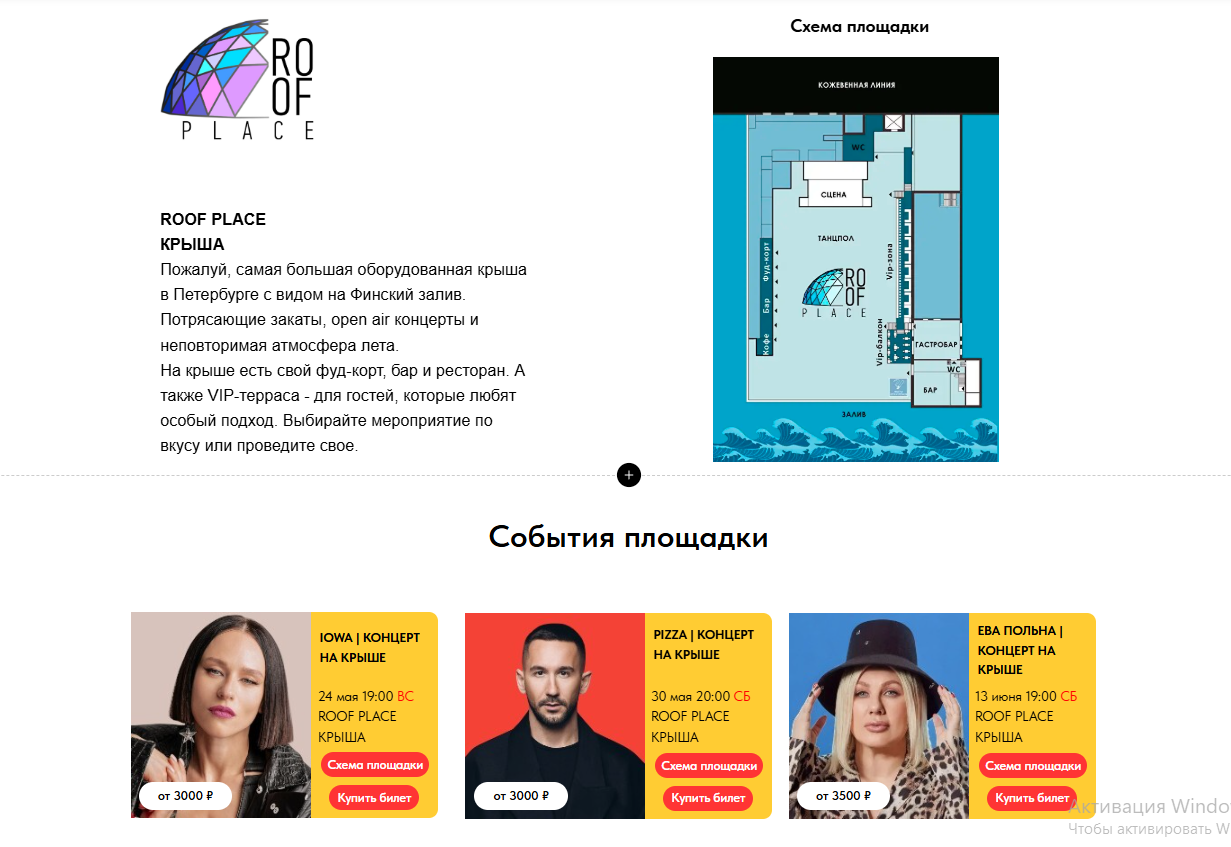 RO
OF
PLACE
ROOF PLACE
КРЫША
Пожалуй, самая большая оборудованная крыша
в Петербурге с видом на Финский залив.
Потрясающие закаты, open air концерты и
неповторимая атмосфера лета.
На крыше есть свой фуд-корт, бар и ресторан. А
также VIP-терраса - для гостей, которые любят
особый подход. Выбирайте мероприятие по
вкусу или проведите свое.
Схема площадки
КОЖЕВЕННАЯ ЛИНИЯ
WC
СЦЕНА
ТАНЦПОЛ
Фуд-корт
Бар
Кофе
RO
OF
PLACE
Vip-зона
Vip-балкон
ГАСТРОБАР
WC
БАР
ЗАЛИВ
События площадки
IOWA | КОНЦЕРТ
НА КРЫШЕ
24 мая 19:00 ВС
ROOF PLACE
КРЫША
Схема площадки
от 3000 ₽
Купить билет
PIZZA | КОНЦЕРТ
НА КРЫШЕ
30 мая 20:00 СБ
ROOF PLACE
КРЫША
Схема площадки
от 3000 ₽
Купить билет
ЕВА ПОЛЬНА |
КОНЦЕРТ НА
КРЫШЕ
13 июня 19:00 СБ
ROOF PLACE
КРЫША
Схема площадки
от 3500 ₽
Купить билет
Активация Windo
Чтобы активировать W